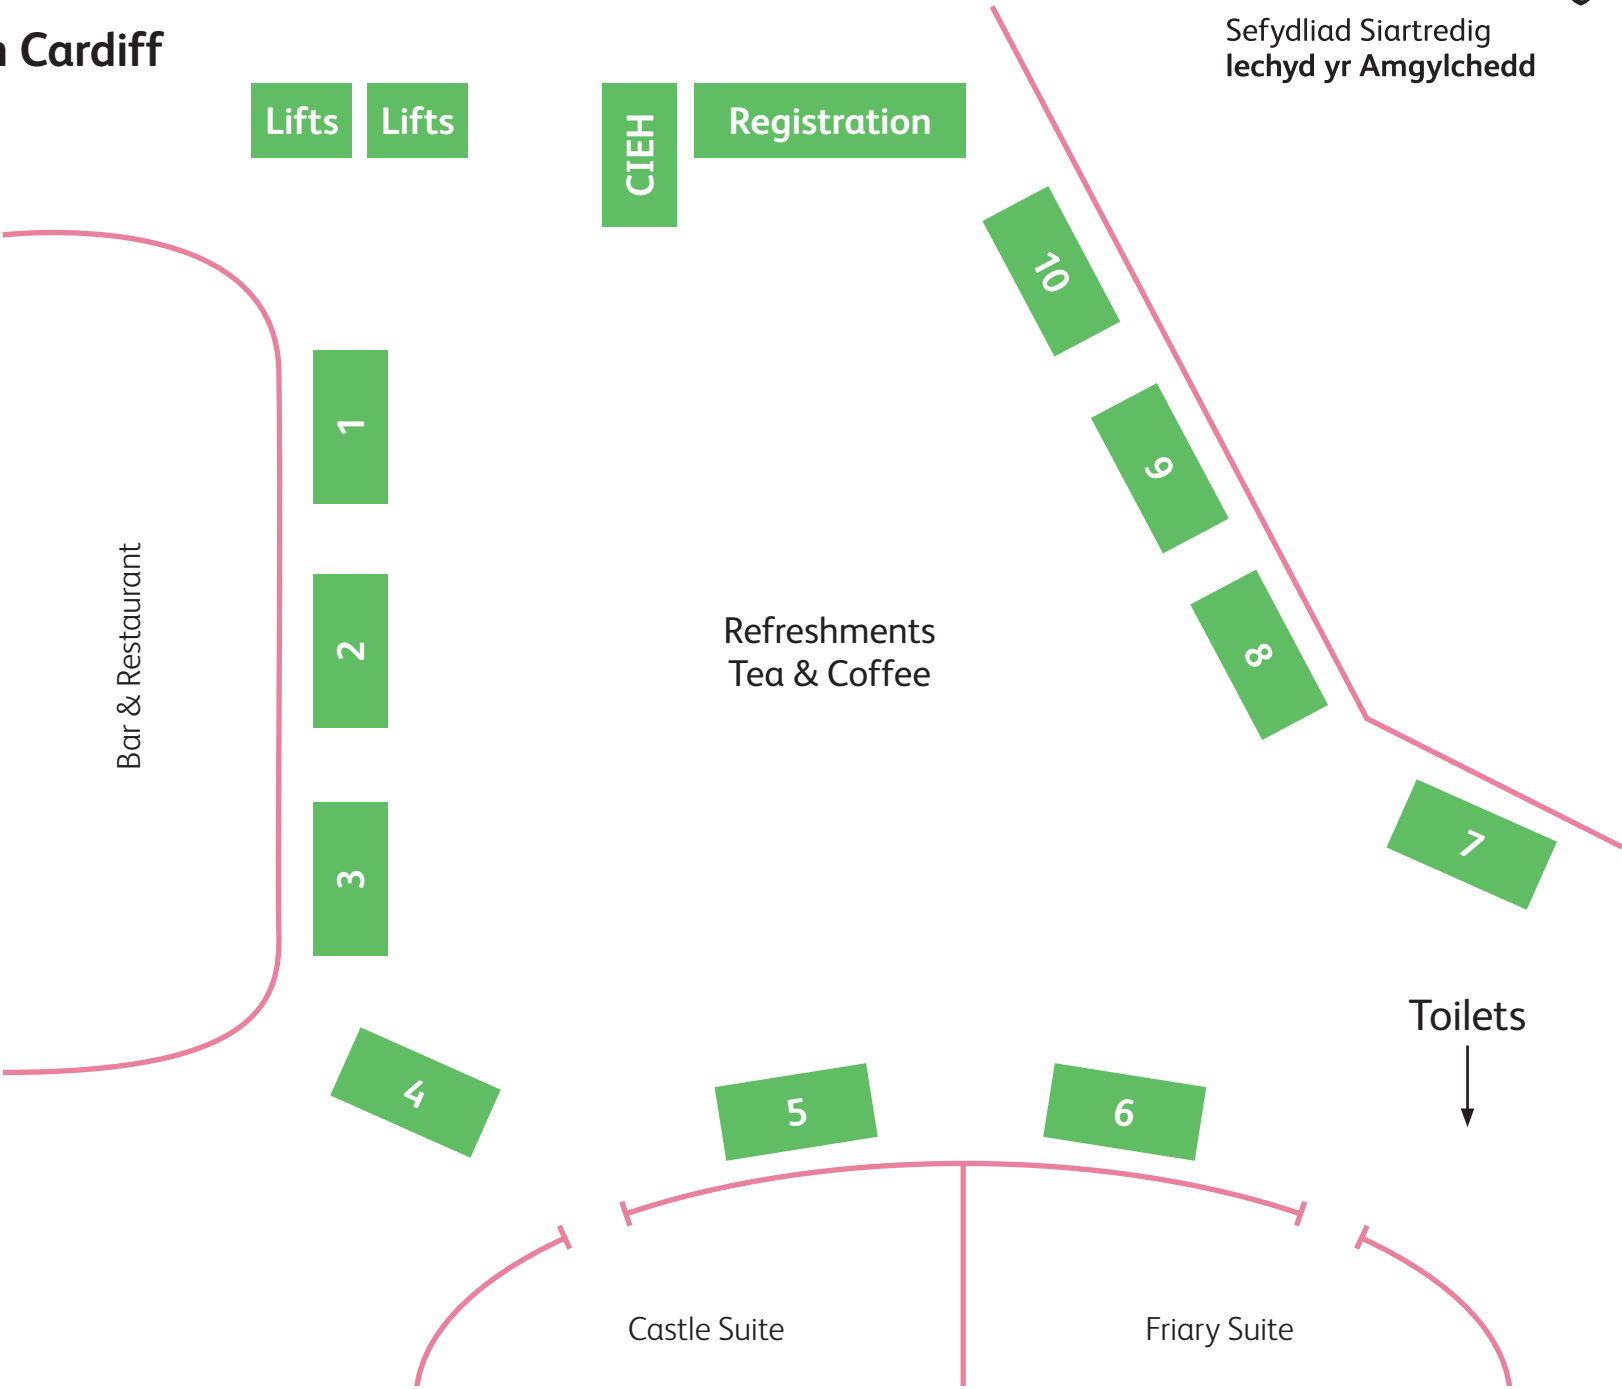 Cardiff
Sefydliad Siartredig
Iechyd yr Amgylchedd
Lifts
Lifts
CIEH
Registration
10
1
9
Bar & Restaurant
2
Refreshments
Tea & Coffee
8
3
7
Toilets
4
5
6
Castle Suite
Friary Suite